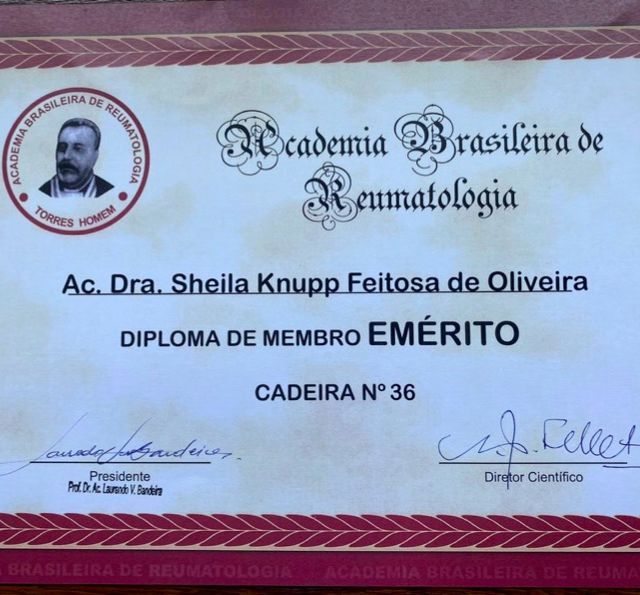 ACADEMIA BRASILEIRA DE REUMATOLOGIA
TORRES HOMEM
Academia Brasileira de
Reumatologia
Ac. Dra. Sheila Knupp Feitosa de Oliveira
DIPLOMA DE MEMBRO EMÉRITO
CADEIRA Nº 36
Presidente
Prof. Dr. Ac. Laurando V. Bandeira
Diretor Científico
BRASILEIRA DE REUMATOLOGIA ACADEMIA BRASILEIRA DE REUMATOLOGIA